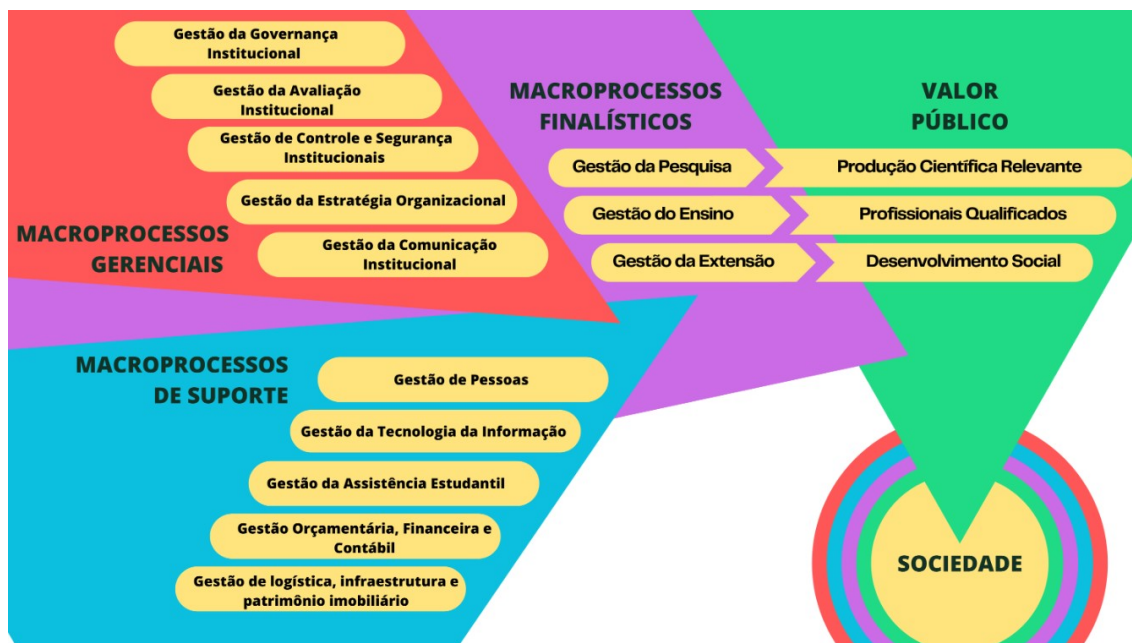 Gestão da Governança
Institucional
Gestão da Avaliação
Institucional
Gestão de Controle e Segurança
Institucionais
Gestão da Estratégia Organizacional
Gestão da Comunicação
Institucional
MACROPROCESSOS
GERENCIAIS
MACROPROCESSOS
FINALÍSTICOS
Gestão da Pesquisa
Gestão do Ensino
Gestão da Extensão
VALOR
PÚBLICO
Produção Científica Relevante
Profissionais Qualificados
Desenvolvimento Social
MACROPROCESSOS
DE SUPORTE
Gestão de Pessoas
Gestão da Tecnologia da Informação
Gestão da Assistência Estudantil
Gestão Orçamentária, Financeira e
Contábil
Gestão de logística, infraestrutura e
patrimônio imobiliário
SOCIEDADE